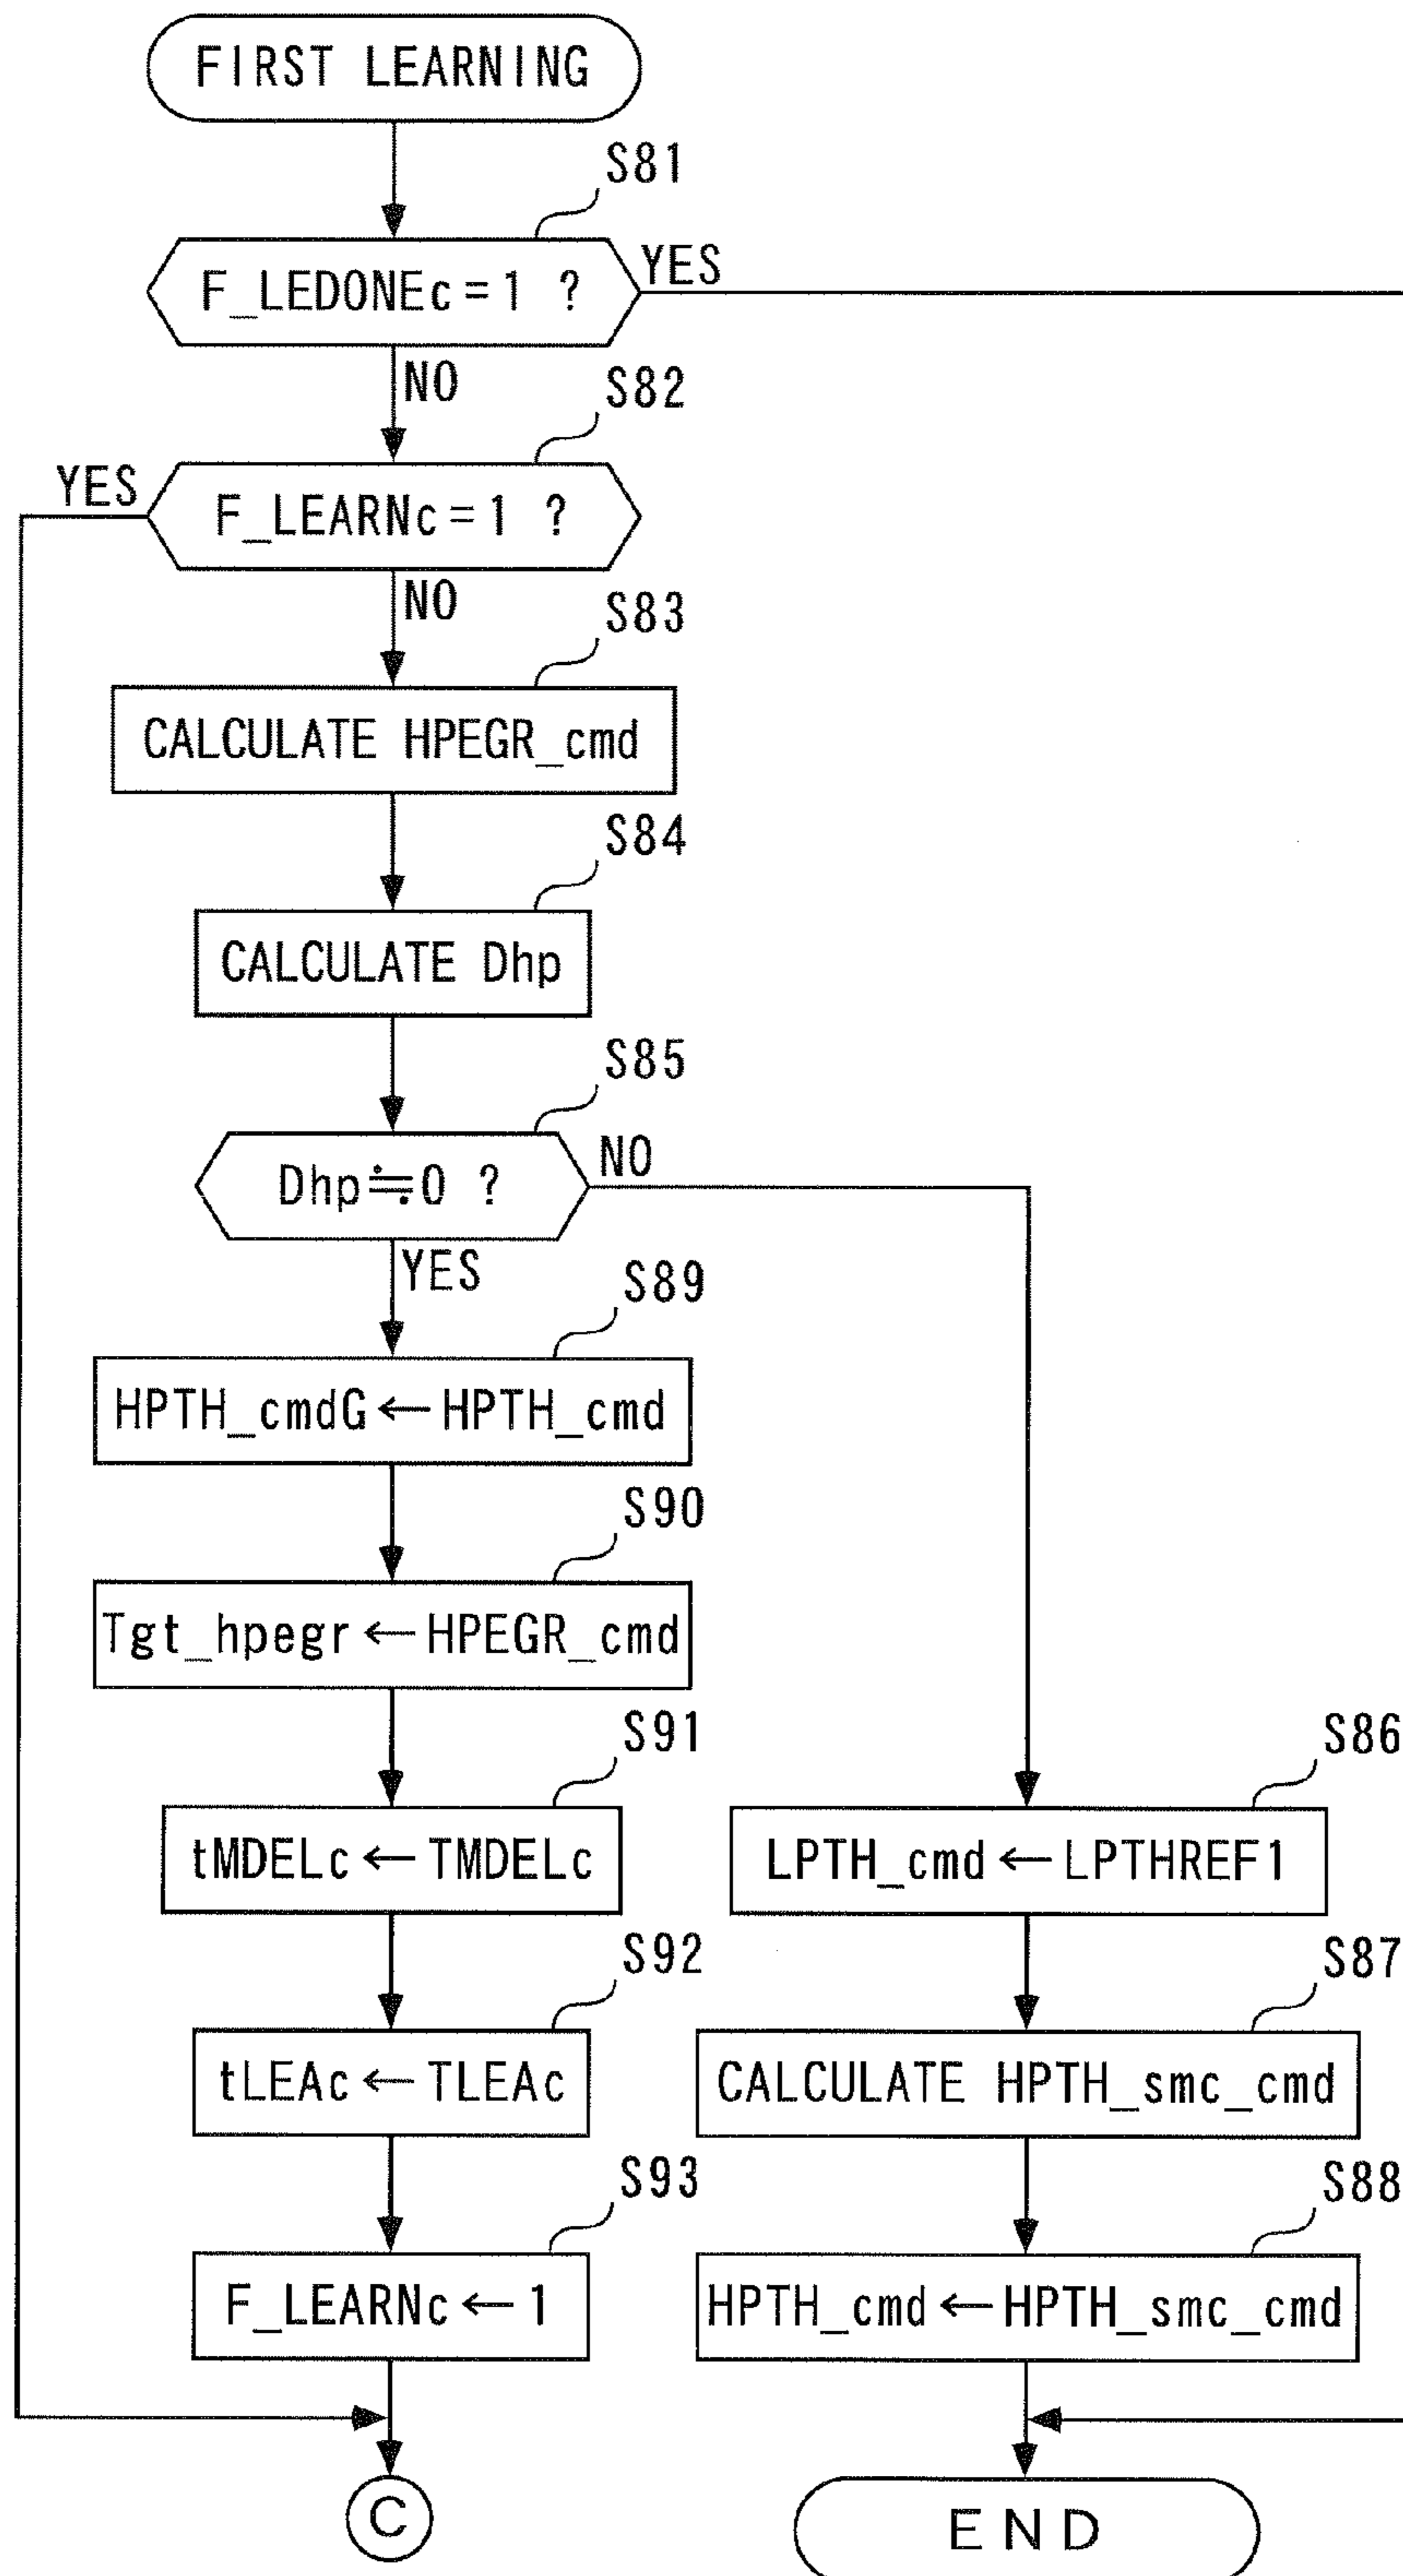 FIRST LEARNING
S81
F_LEDONEc=1 ?
YES
NO
S82
YES
F_LEARNc=1 ?
NO
S83
CALCULATE HPEGR_cmd
S84
CALCULATE Dhp
S85
Dhp≒0 ?
NO
YES
S89
HPTH_cmdG←HPTH_cmd
S90
Tgt_hpegr←HPEGR_cmd
S91
tMDELc←TMDELc
S86
LPTH_cmd←LPTHREF1
S92
tLEAc←TLEAc
S87
CALCULATE HPTH_smc_cmd
S93
F_LEARNc←1
S88
HPTH_cmd←HPTH_smc_cmd
C
END